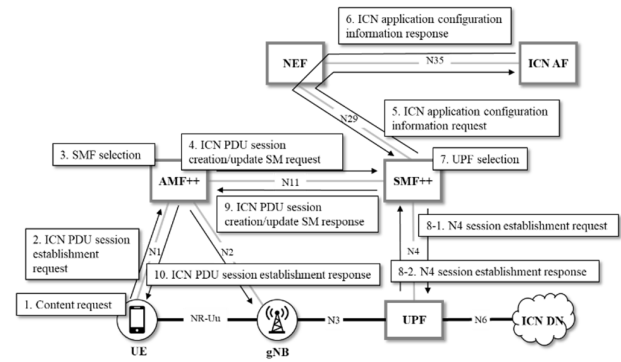 6. ICN application configuration
information response
NEF
N35
ICN AF
N29
5. ICN application configuration
information request
4. ICN PDU session
creation/update SM request
3. SMF selection
7. UPF selection
AMF++
N11
SMF++
9. ICN PDU session
creation/update SM response
2. ICN PDU session
establishment
request
N1
N2
8-1. N4 session establishment request
N4
10. ICN PDU session establishment response
8-2. N4 session establishment response
1. Content request
NR-Uu
N3
UPF
N6
ICN DN
UE
gNB